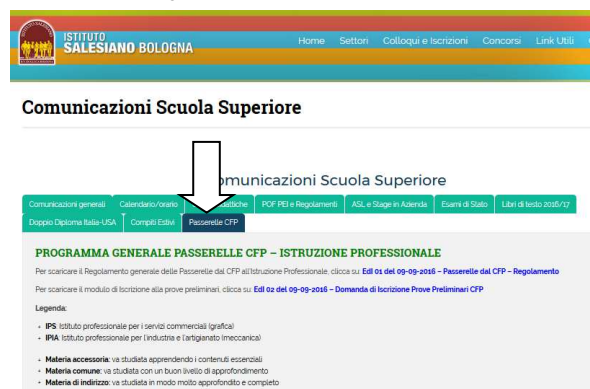 ISTITUTO
SALESIANO BOLOGNA
Home Settori Colloqui e Iscrizioni Concorsi Link Utili
Comunicazioni Scuola Superiore
omunicazioni Scuola Superiore
Comunicazioni generali Calendario/orario dattiche POF PEI e Regolamenti ASL e Stage in Azienda Esami di Stato Libri di testo 2016/17
Doppio Diploma Italia-USA Compiti Estivi Passerelle CFP
PROGRAMMA GENERALE PASSERELLE CFP – ISTRUZIONE PROFESSIONALE
Per scaricare il Regolamento generale delle Passerelle dal CFP all'Istruzione Professionale, clicca su: EdI 01 del 09-09-2016 – Passerelle dal CFP – Regolamento
Per scaricare il modulo di Iscrizione alla prove preliminari, clicca su: EdI 02 del 09-09-2016 – Domanda di Iscrizione Prove Preliminari CFP
Legenda:
IPS: Istituto professionale per i servizi commerciali (grafica)
IPIA: Istituto professionale per l'industria e l'artigianato (meccanica)
Materia accessoria: va studiata apprendendo i contenuti essenziali
Materia comune: va studiata con un buon livello di approfondimento
Materia di indirizzo: va studiata in modo molto approfondito e completo